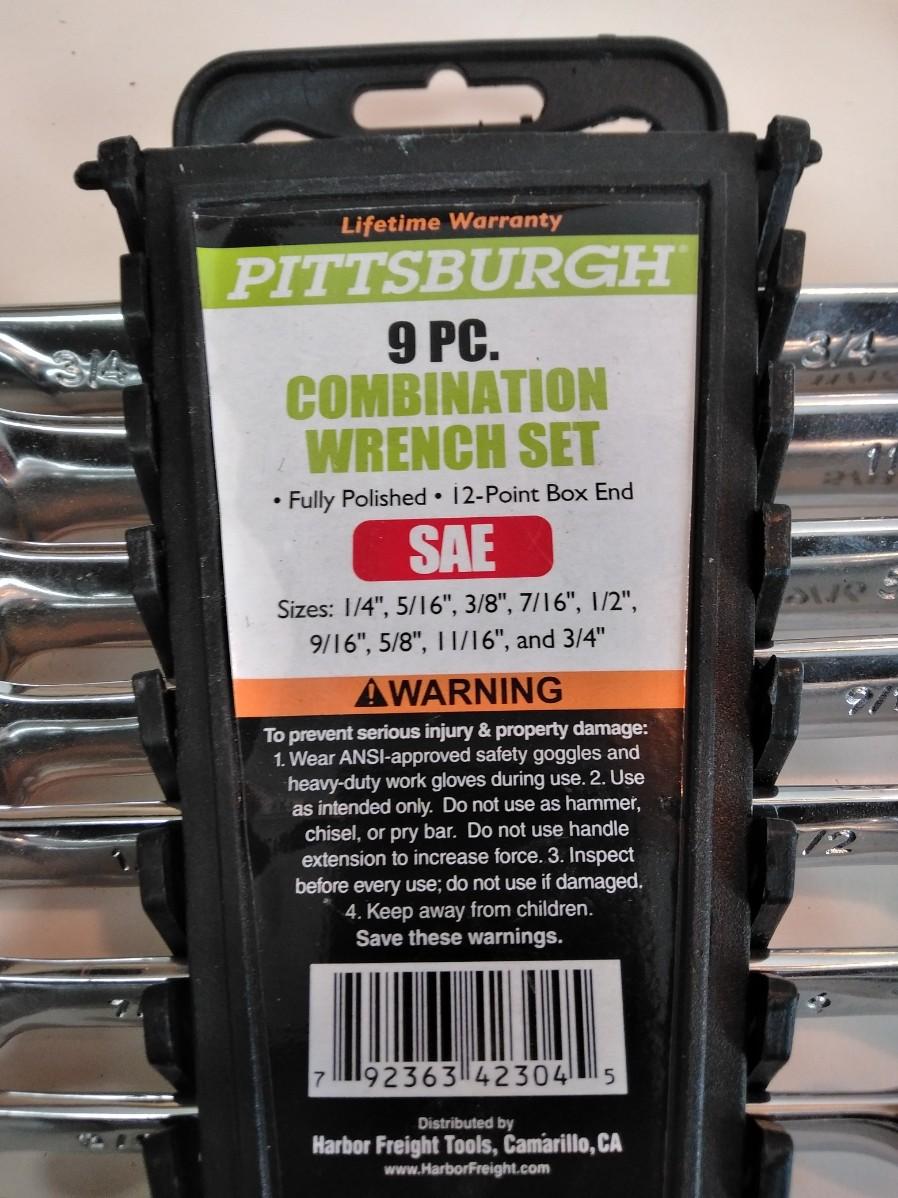 Lifetime Warranty
PITTSBURGH®
9 PC.
COMBINATION
WRENCH SET
• Fully Polished • 12-Point Box End
SAE
Sizes: 1/4", 5/16", 3/8", 7/16", 1/2",
9/16", 5/8", 11/16", and 3/4"
⚠WARNING
To prevent serious injury & property damage:
1. Wear ANSI-approved safety goggles and
heavy-duty work gloves during use. 2. Use
as intended only. Do not use as hammer,
chisel, or pry bar. Do not use handle
extension to increase force. 3. Inspect
before every use; do not use if damaged.
4. Keep away from children.
Save these warnings.
7 92363 42304 5
Distributed by
Harbor Freight Tools, Camarillo, CA
www.HarborFreight.com
3/4
3/4
11
9/1
/2